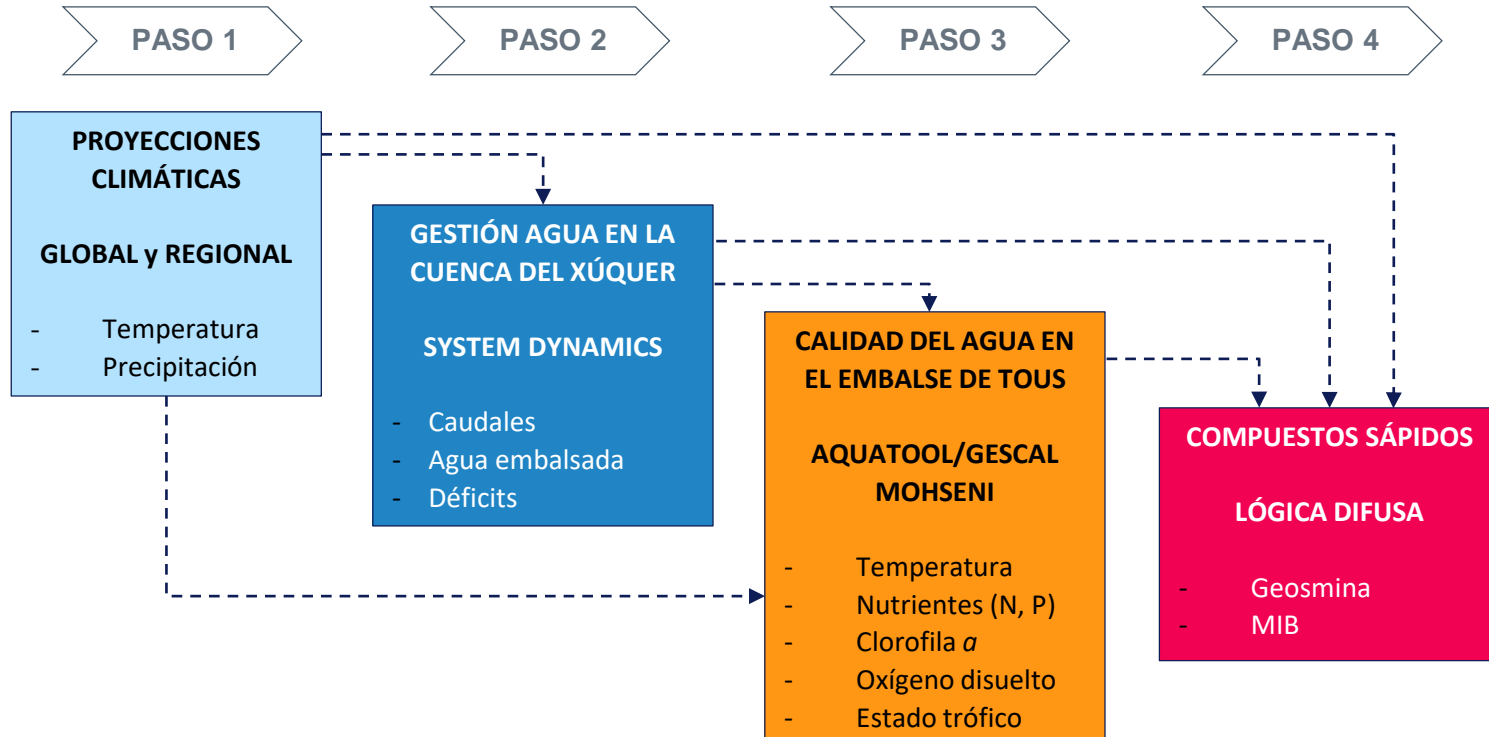 PASO 1
PASO 2
PASO 3
PASO 4
PROYECCIONES
CLIMÁTICAS
GLOBAL y REGIONAL
- Temperatura
- Precipitación
GESTIÓN AGUA EN LA
CUENCA DEL XÚQUER
SYSTEM DYNAMICS
- Caudales
- Agua embalsada
- Déficits
CALIDAD DEL AGUA EN
EL EMBALSE DE TOUS
AQUATOOL/GESCAL
MOHSENI
- Temperatura
- Nutrientes (N, P)
- Clorofila a
- Oxígeno disuelto
- Estado trófico
COMPUESTOS SÁPIDOS
LÓGICA DIFUSA
- Geosmina
- MIB